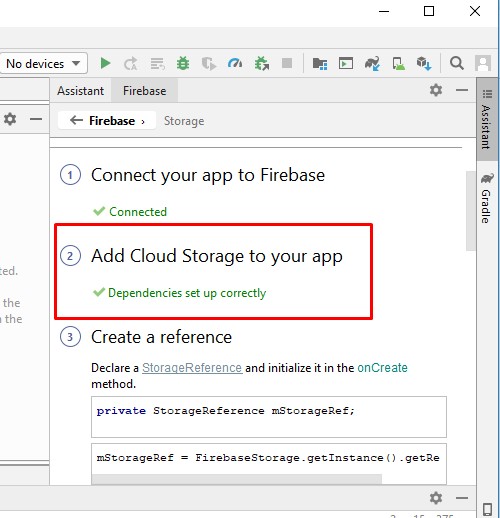 No devices
Assistant Firebase
Firebase › Storage
1 Connect your app to Firebase
Connected
2 Add Cloud Storage to your app
Dependencies set up correctly
3 Create a reference
Declare a StorageReference and initialize it in the onCreate
method.
private StorageReference mStorageRef;
mStorageRef = FirebaseStorage.getInstance().getRe
ted.
the
n the
Assistant
Gradle